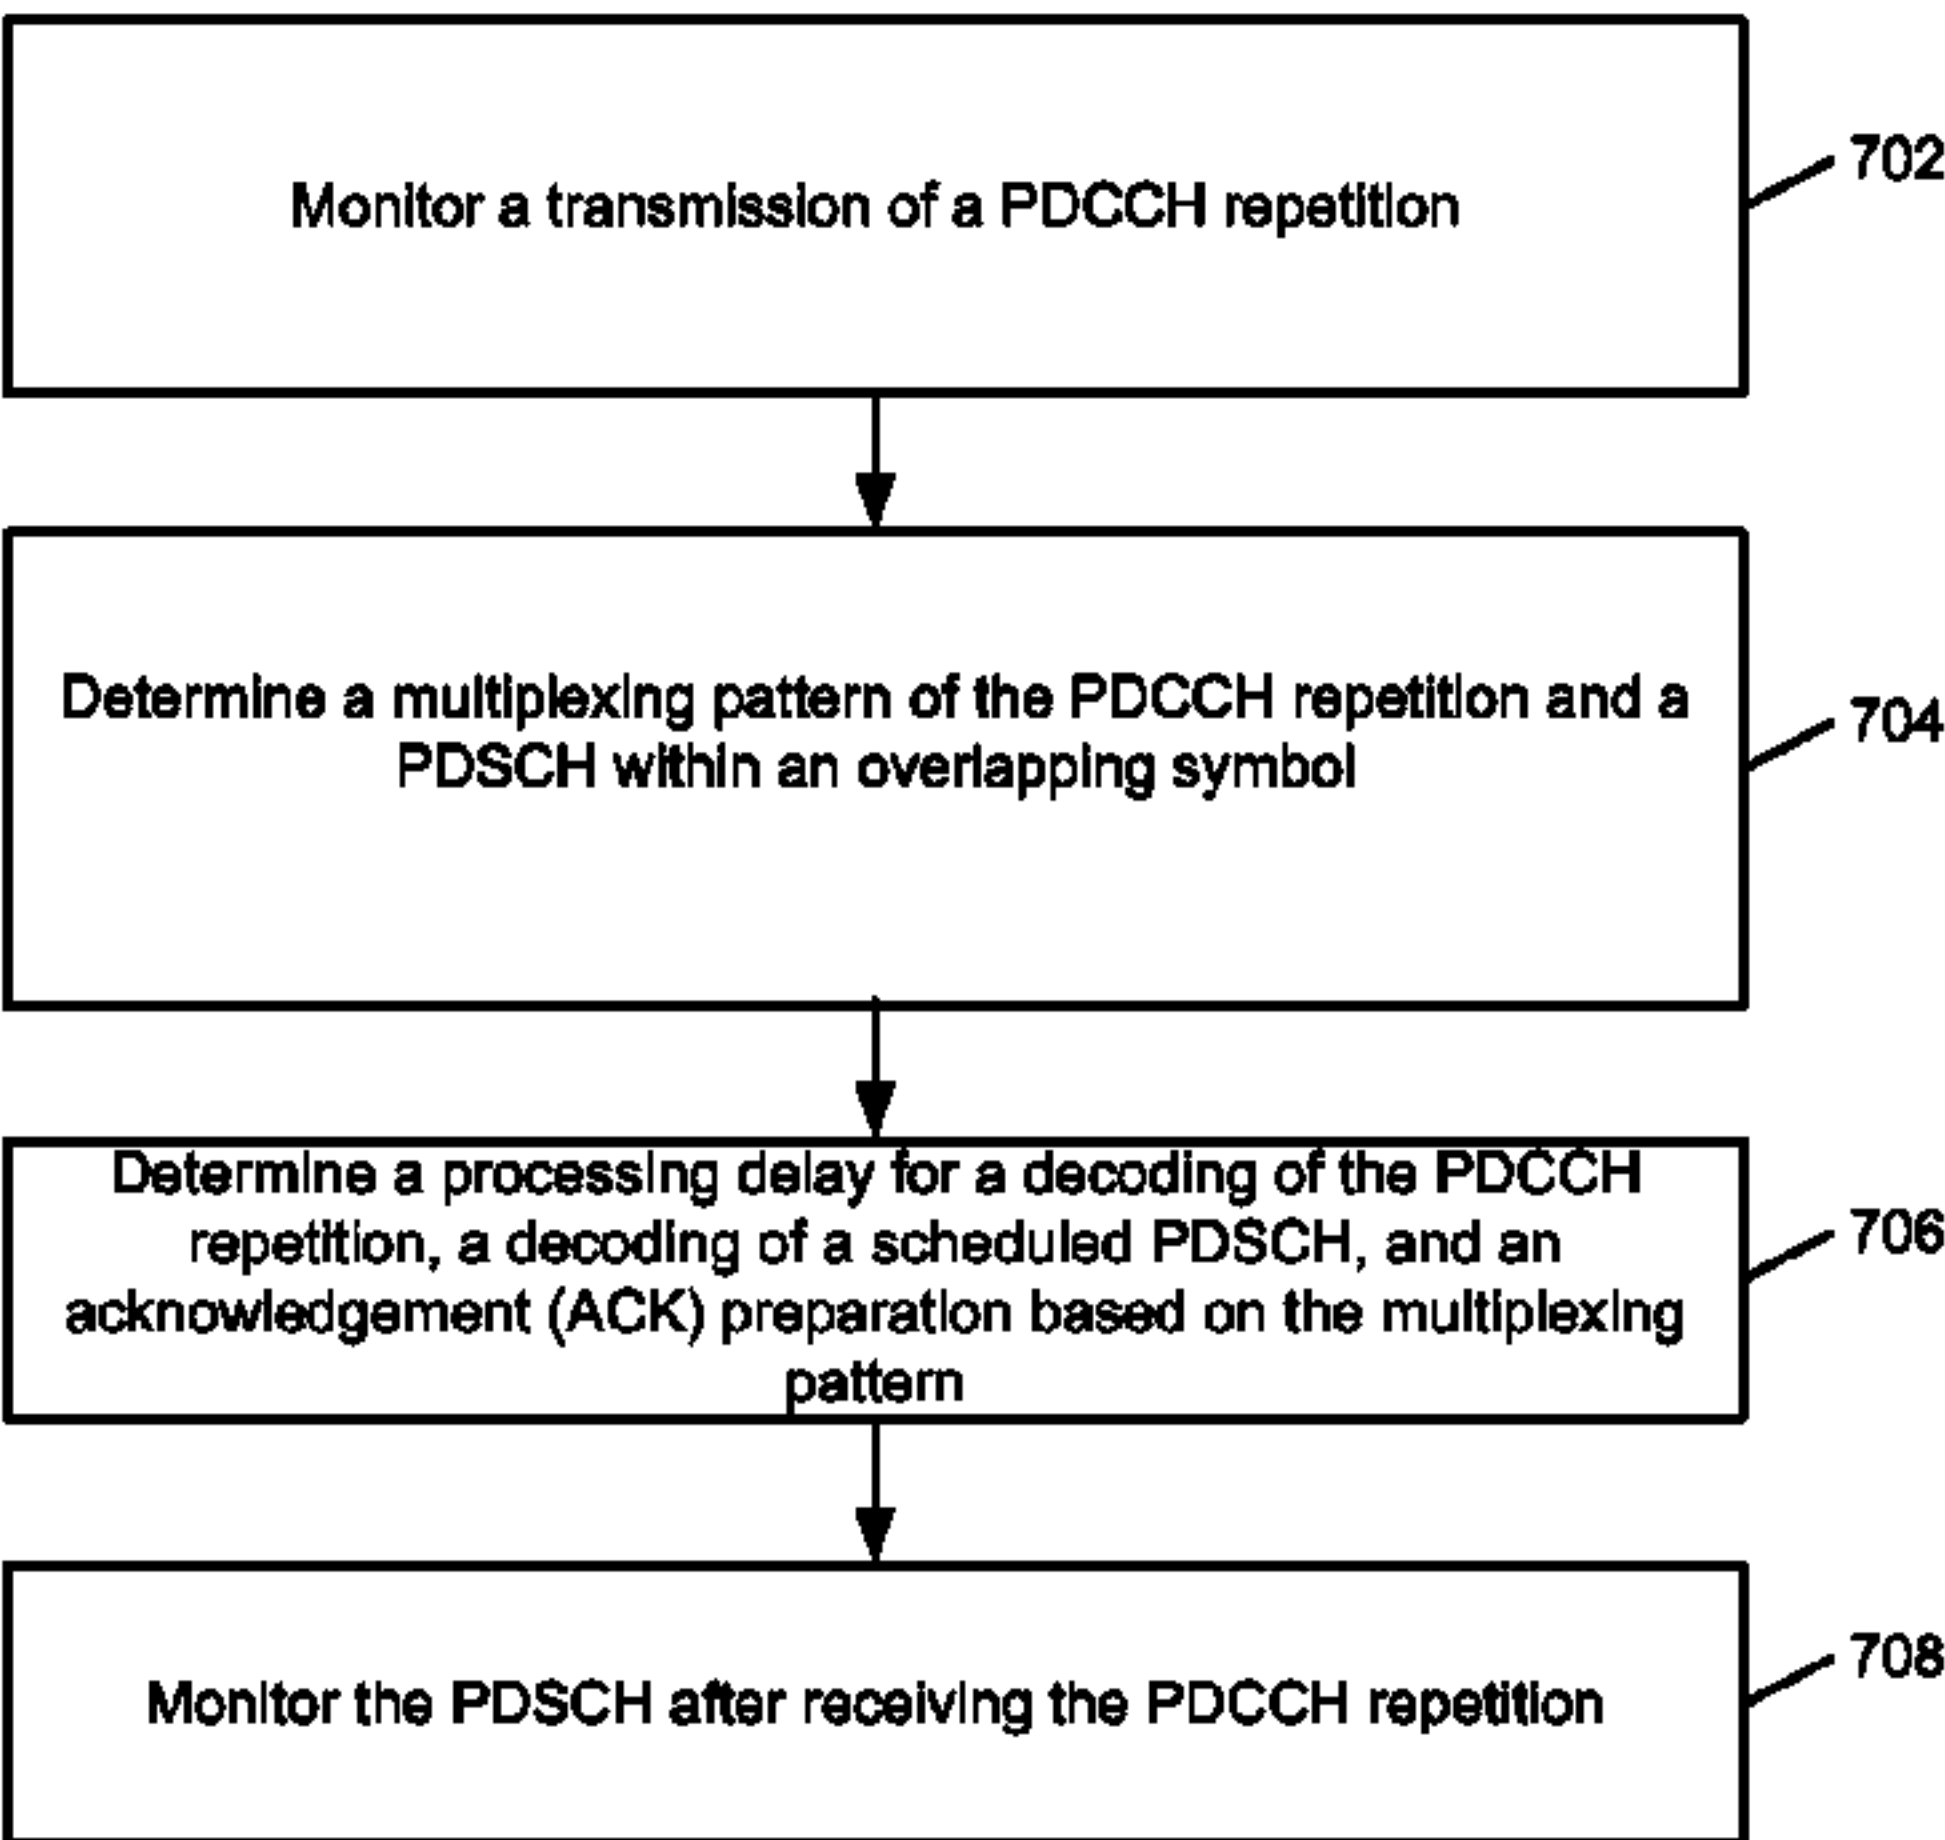 Monitor a transmission of a PDCCH repetition
702
Determine a multiplexing pattern of the PDCCH repetition and a
PDSCH within an overlapping symbol
704
Determine a processing delay for a decoding of the PDCCH
repetition, a decoding of a scheduled PDSCH, and an
acknowledgement (ACK) preparation based on the multiplexing
pattern
706
Monitor the PDSCH after receiving the PDCCH repetition
708